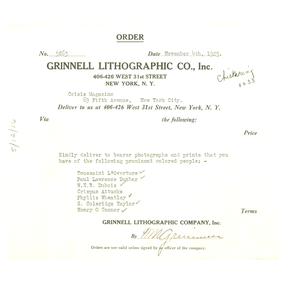 ORDER
No. 5863 Date November 4th, 1925.
GRINNELL LITHOGRAPHIC CO., Inc.
406-426 WEST 31st STREET
NEW YORK, N. Y.
Crisis Magazine
69 Fifth Avenue, New York City.
Deliver to us at 406-426 West 31st Street, New York, N. Y.
Via the following:
Price
Kindly deliver to bearer photographs and prints that you
have of the following prominent colored people:-
Toussaint L'Overture
Paul Lawrence Dunbar
W.E.B. Dubois
Crispus Attucks
Phyllis Wheatley
S. Coleridge Taylor
Henry O Tanner
Terms
GRINNELL LITHOGRAPHIC COMPANY, Inc.
By
Orders are not valid unless signed by an officer of the company.